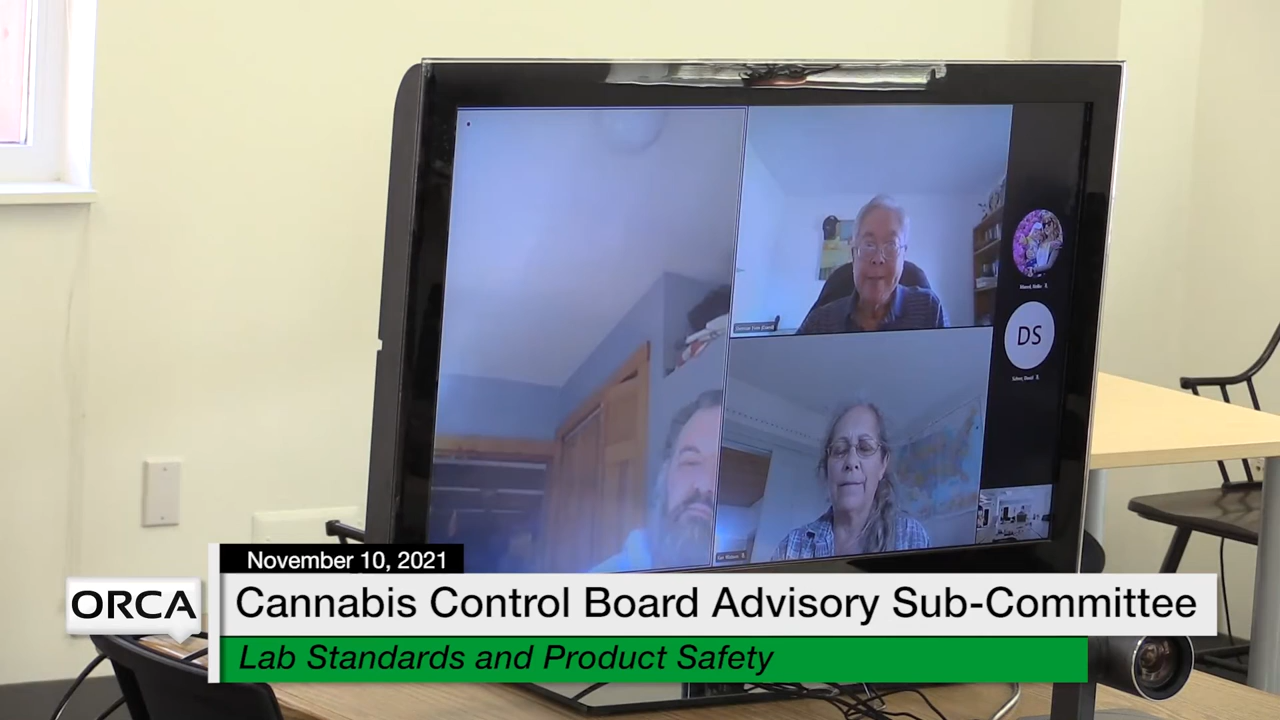 DS
November 10, 2021
ORCA
Cannabis Control Board Advisory Sub-Committee
Lab Standards and Product Safety